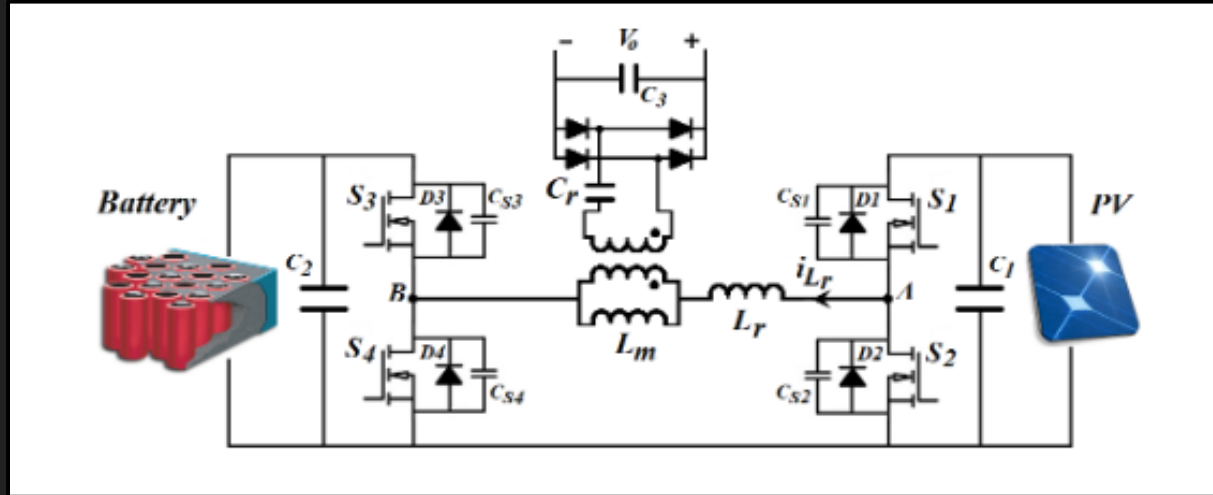 − Vo +
C3
Battery
S3
D3
CS3
Cr
CS1
D1
S1
PV
C2
B
iLr
A
C1
Lm
Lr
S4
D4
CS4
CS2
D2
S2